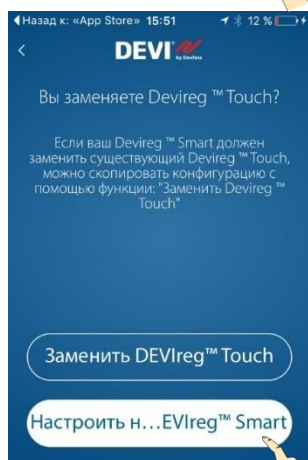 Назад к: «App Store» 15:51 12 %
DEVI
by Danfoss
Вы заменяете Devireg ™ Touch?
Если ваш Devireg ™ Smart должен
заменить существующий Devireg ™ Touch,
можно скопировать конфигурацию с
помощью функции: "Заменить Devireg ™
Touch"
Заменить DEVIreg™ Touch
Настроить н...EVIreg™ Smart